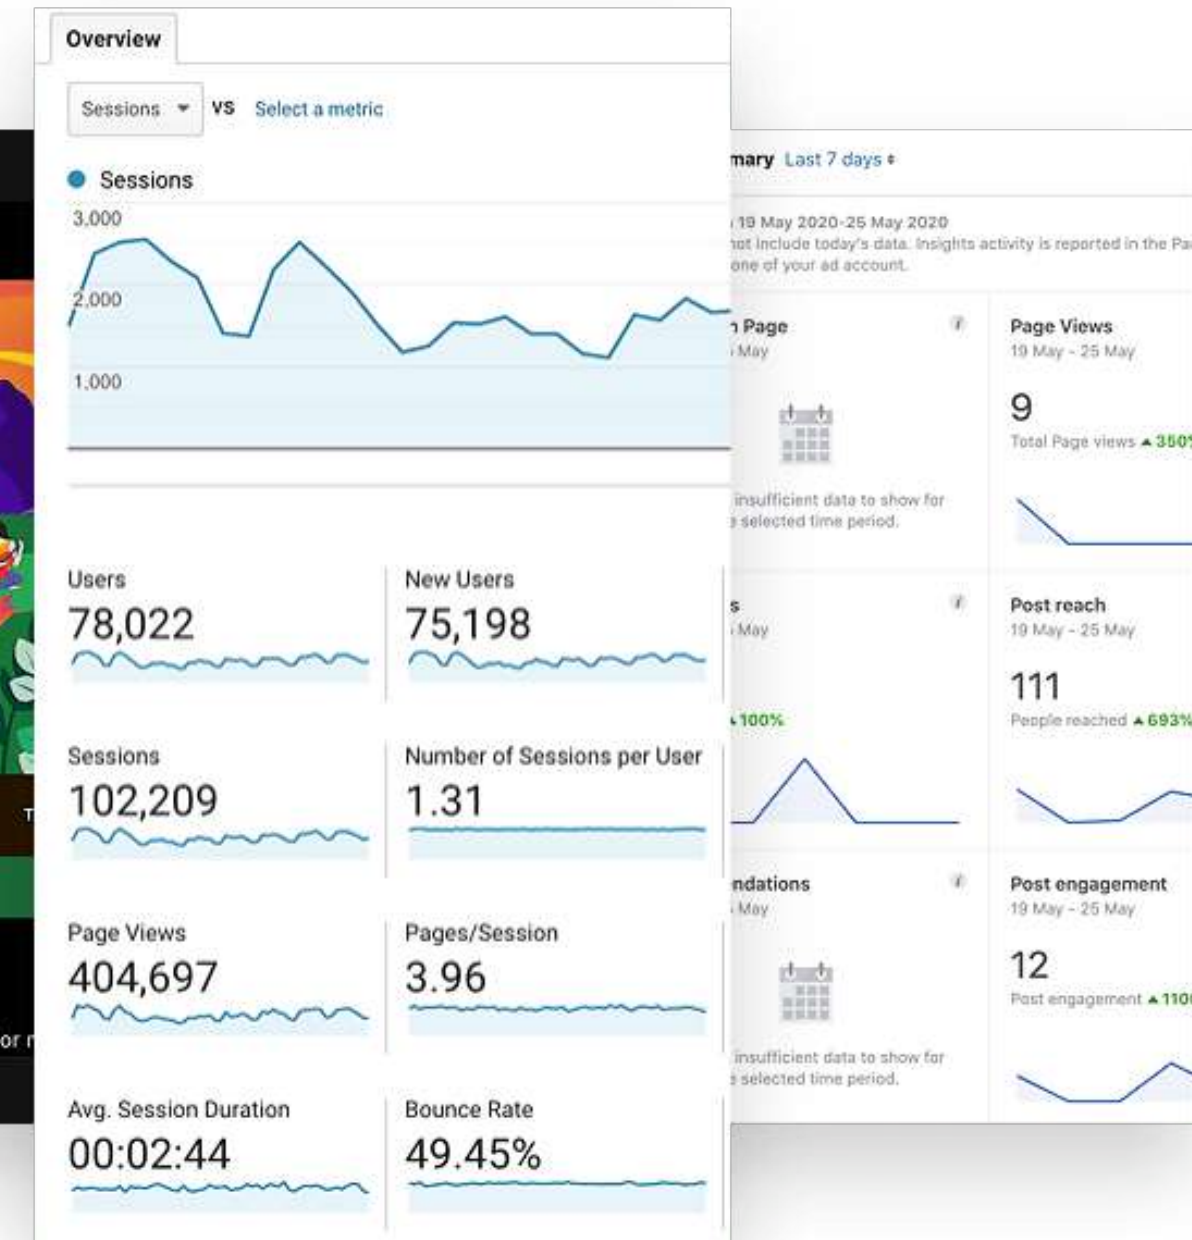 Overview
Sessions vs Select a metric
Sessions
3,000
2,000
1,000
Users
78,022
New Users
75,198
Sessions
102,209
Number of Sessions per User
1.31
Page Views
404,697
Pages/Session
3.96
Avg. Session Duration
00:02:44
Bounce Rate
49.45%
Last 7 days
19 May 2020-25 May 2020
not include today's data. Insights activity is reported in the
one of your ad account.
Page
May
insufficient data to show for
selected time period.
Page Views
19 May - 25 May
9
Total Page views 350%
May
100%
Post reach
19 May - 25 May
111
People reached 693%
May
insufficient data to show for
selected time period.
Post engagement
19 May - 25 May
12
Post engagement